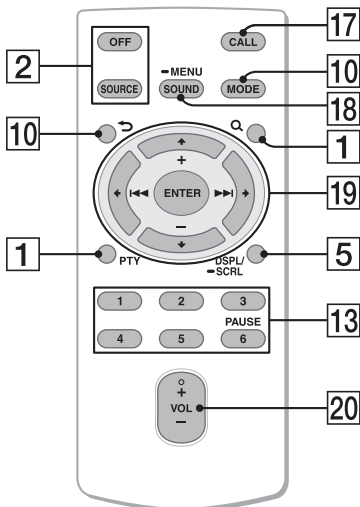 OFF
CALL
17
2
-MENU
SOURCE
SOUND
MODE
10
18
10
1
+
ENTER
19
-
1
PTY
DSPL/
-SCRL
5
1
2
3
PAUSE
4
5
6
13
+
VOL
-
20